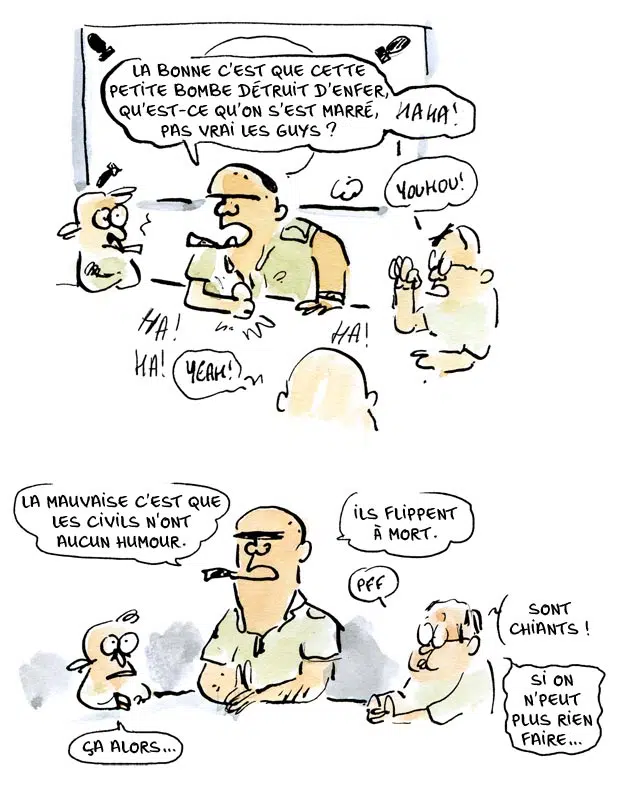 LA BONNE C'EST QUE CETTE
PETITE BOMBE DÉTRUIT D'ENFER,
QU'EST-CE QU'ON S'EST MARRÉ,
PAS VRAI LES GUYS ?
HAHA!
YOUHOU!
HA!
HA!
HA!
YEAH!
LA MAUVAISE C'EST QUE
LES CIVILS N'ONT
AUCUN HUMOUR.
ILS FLIPPENT
À MORT.
PFF
SONT
CHIANTS !
SI ON
N'PEUT
PLUS RIEN
FAIRE...
ÇA ALORS...